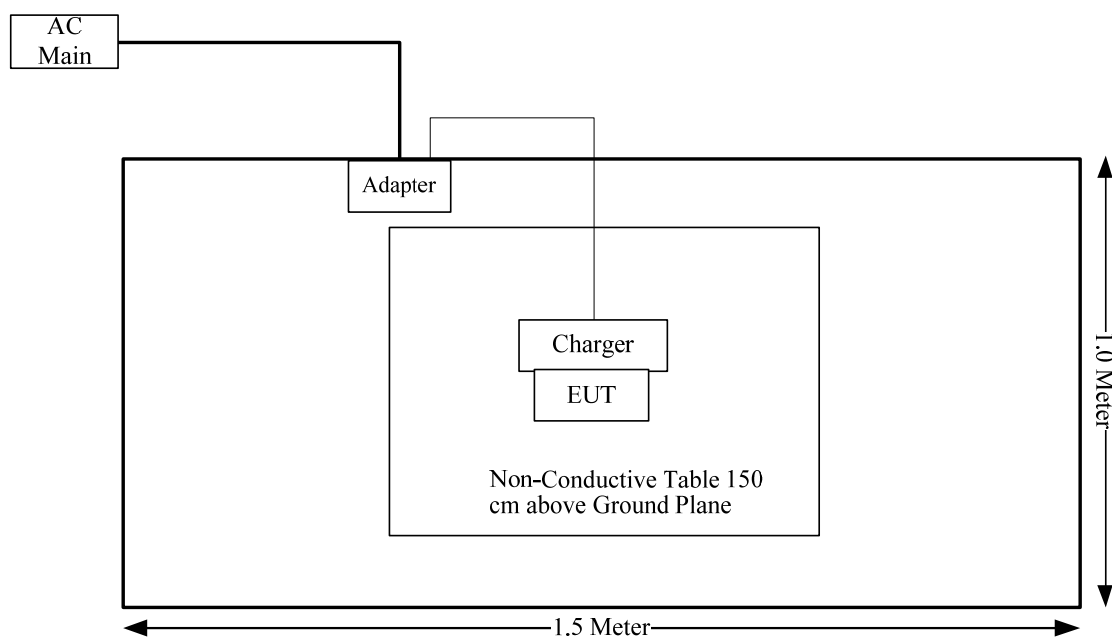 AC
Main
Adapter
Charger
EUT
Non-Conductive Table 150
cm above Ground Plane
1.0 Meter
1.5 Meter